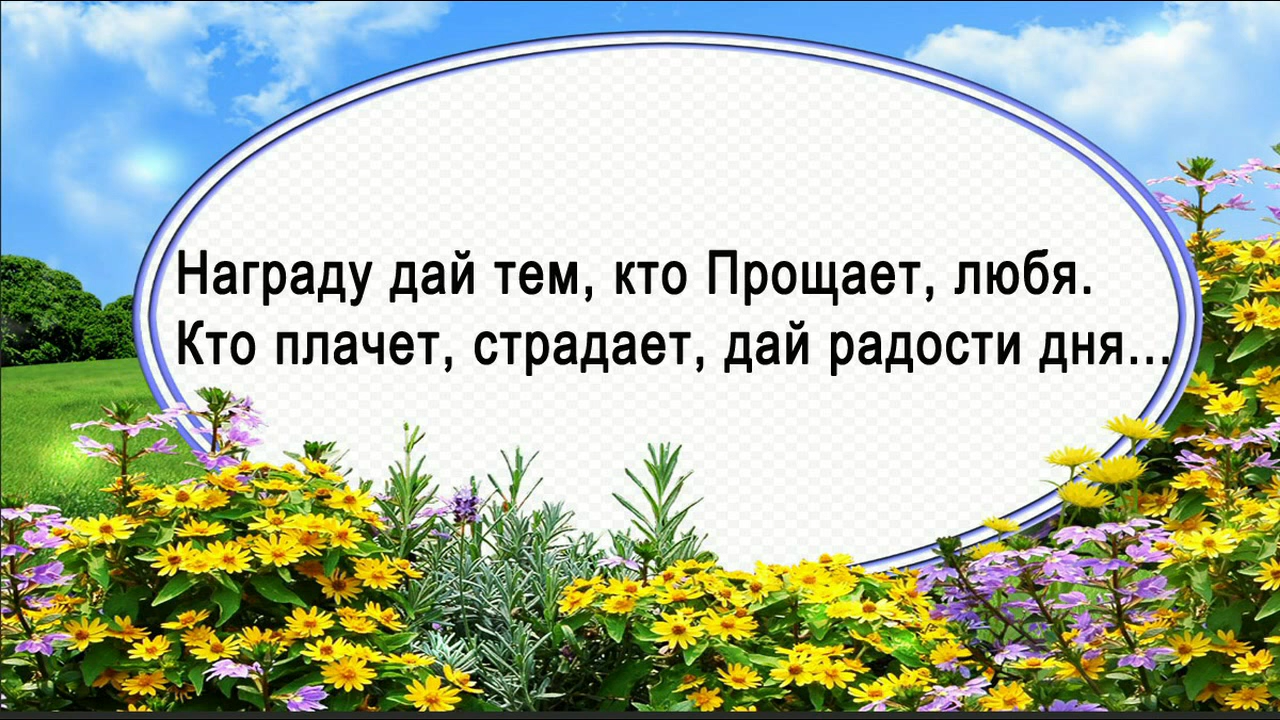 Награду дай тем, кто Прощает, любя.
Кто плачет, страдает, дай радости дня...